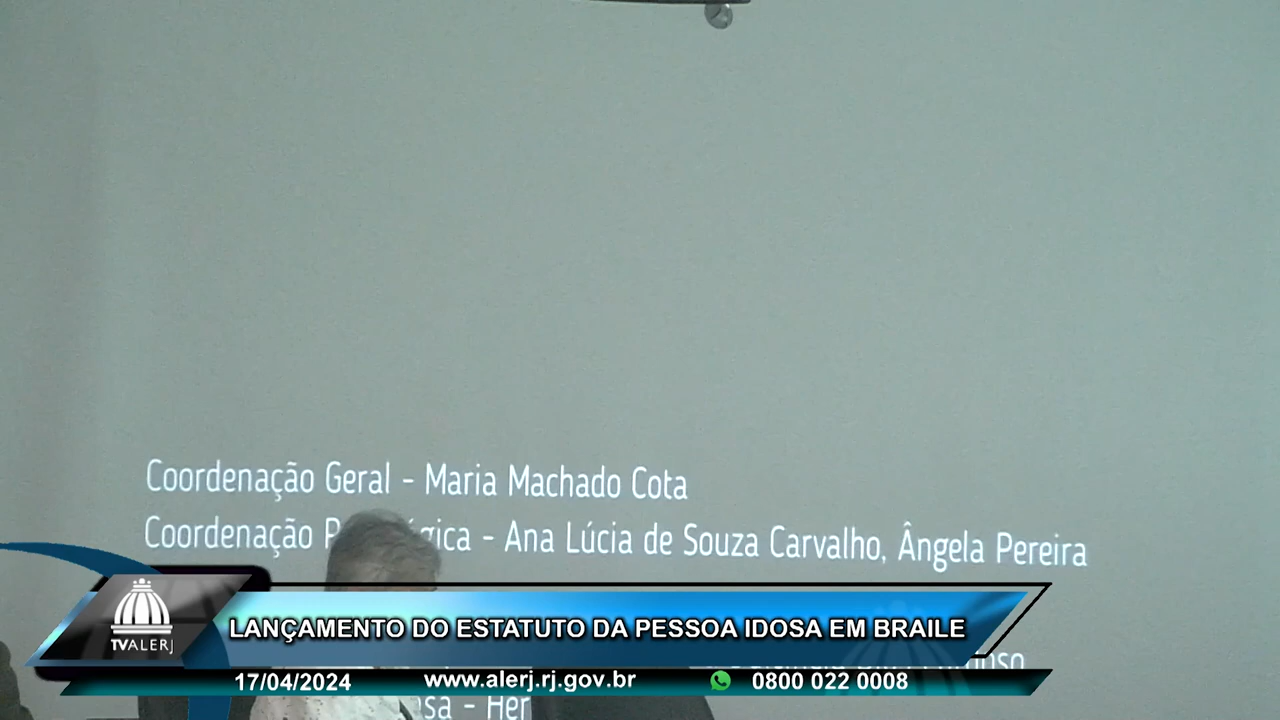 Coordenação Geral - Maria Machado Cota
Coordenação - Ana Lúcia de Souza Carvalho, Ângela Pereira
LANÇAMENTO DO ESTATUTO DA PESSOA IDOSA EM BRAILE
TVALERJ
17/04/2024 www.alerj.rj.gov.br 0800 022 0008